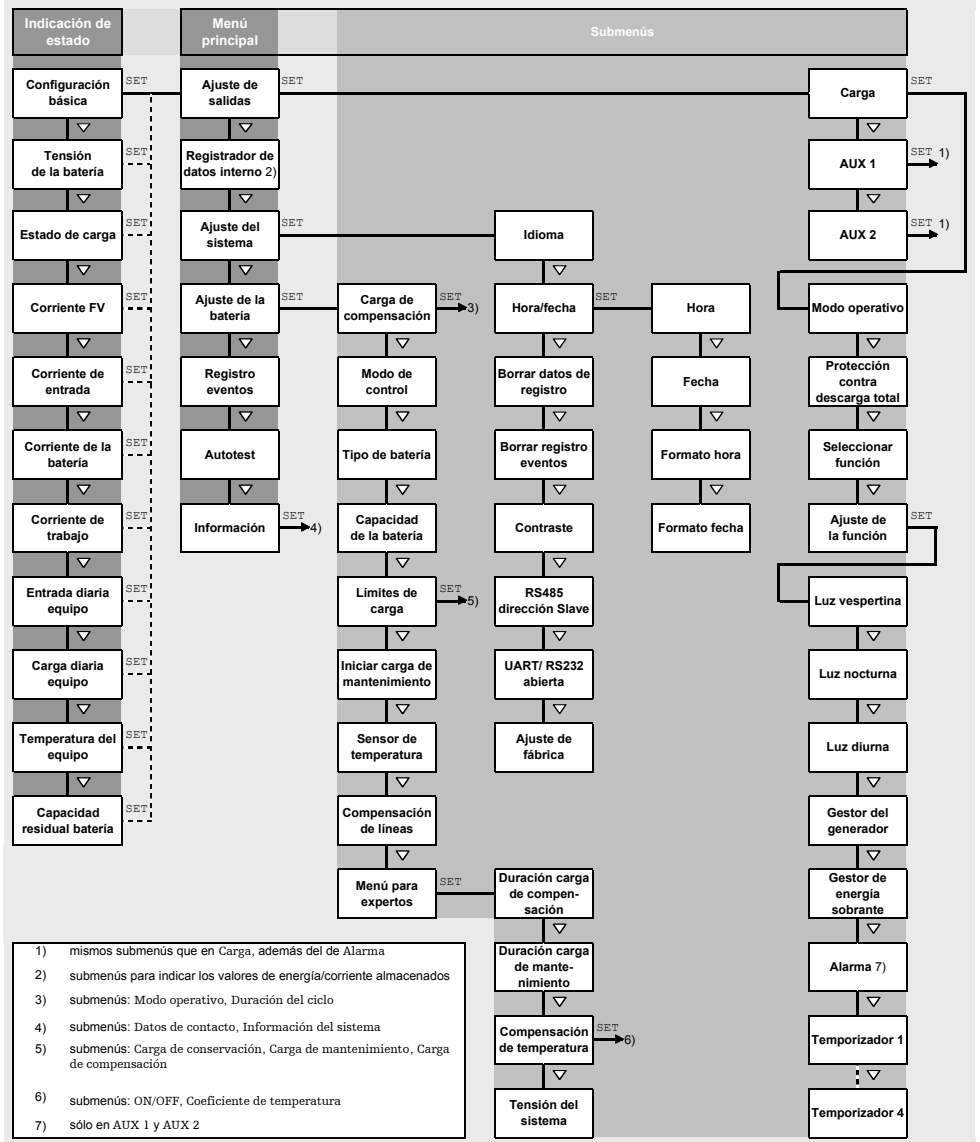 Indicación de
estado
Menú
principal
Submenús
Configuración
básica
SET
Tensión
de la batería
SET
Estado de carga
SET
Corriente FV
SET
Corriente de
entrada
SET
Corriente de la
batería
SET
Corriente de
trabajo
SET
Entrada diaria
equipo
SET
Carga diaria
equipo
SET
Temperatura del
equipo
SET
Capacidad
residual batería
SET
Ajuste de
salidas
SET
Registrador de
datos interno 2)
Ajuste del
sistema
SET
Ajuste de la
batería
SET
Registro
eventos
Autotest
Información
SET
4)
Carga de
compensación
SET
3)
Modo de
control
Tipo de batería
Capacidad
de la batería
Límites de
carga
SET
5)
Iniciar carga de
mantenimiento
Sensor de
temperatura
Compensación
de líneas
Menú para
expertos
SET
Idioma
Hora/fecha
SET
Borrar datos de
registro
Borrar registro
eventos
Contraste
RS485
dirección Slave
UART/ RS232
abierta
Ajuste de
fábrica
Duración carga
de compen-
sación
Duración carga
de mante-
nimiento
Compensación
de temperatura
SET
6)
Tensión del
sistema
Hora
Fecha
Formato hora
Formato fecha
Carga
SET
AUX 1
SET 1)
AUX 2
SET 1)
Modo operativo
Protección
contra
descarga total
Seleccionar
función
Ajuste de
la función
SET
Luz vespertina
Luz nocturna
Luz diurna
Gestor del
generador
Gestor de
energía
sobrante
Alarma 7)
Temporizador 1
Temporizador 4
1) mismos submenús que en Carga, además del de Alarma
2) submenús para indicar los valores de energía/corriente almacenados
3) submenús: Modo operativo, Duración del ciclo
4) submenús: Datos de contacto, Información del sistema
5) submenús: Carga de conservación, Carga de mantenimiento, Carga
de compensación
6) submenús: ON/OFF, Coeficiente de temperatura
7) sólo en AUX 1 y AUX 2